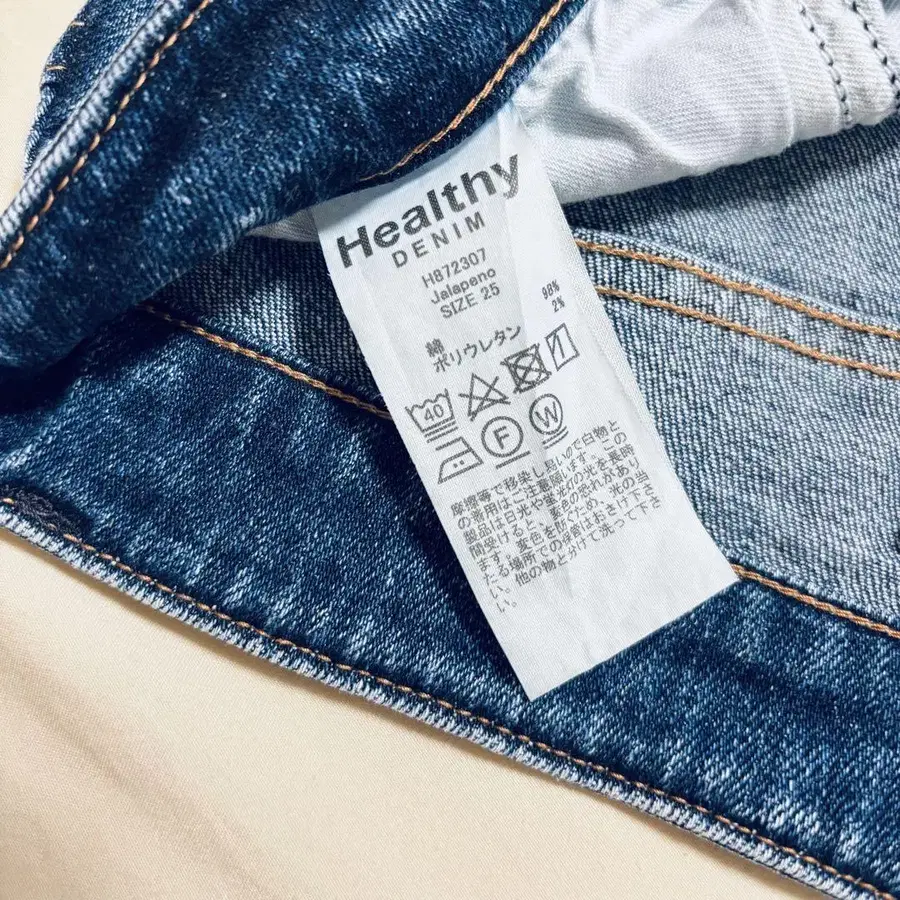 Healthy
DENIM
H872307
Jalapeno
SIZE 25
綿 98%
ポリウレタン 2%
40
F W
摩擦等で移染し易いので白物と
の着用はご注意願います。この
製品は日光や蛍光灯の光を長時
間受けると、変色の恐れがあり
ます。変色を防ぐため、光の当
たる場所での保管はおさけ下さ
い。他の物と分けて洗って下さ
い。